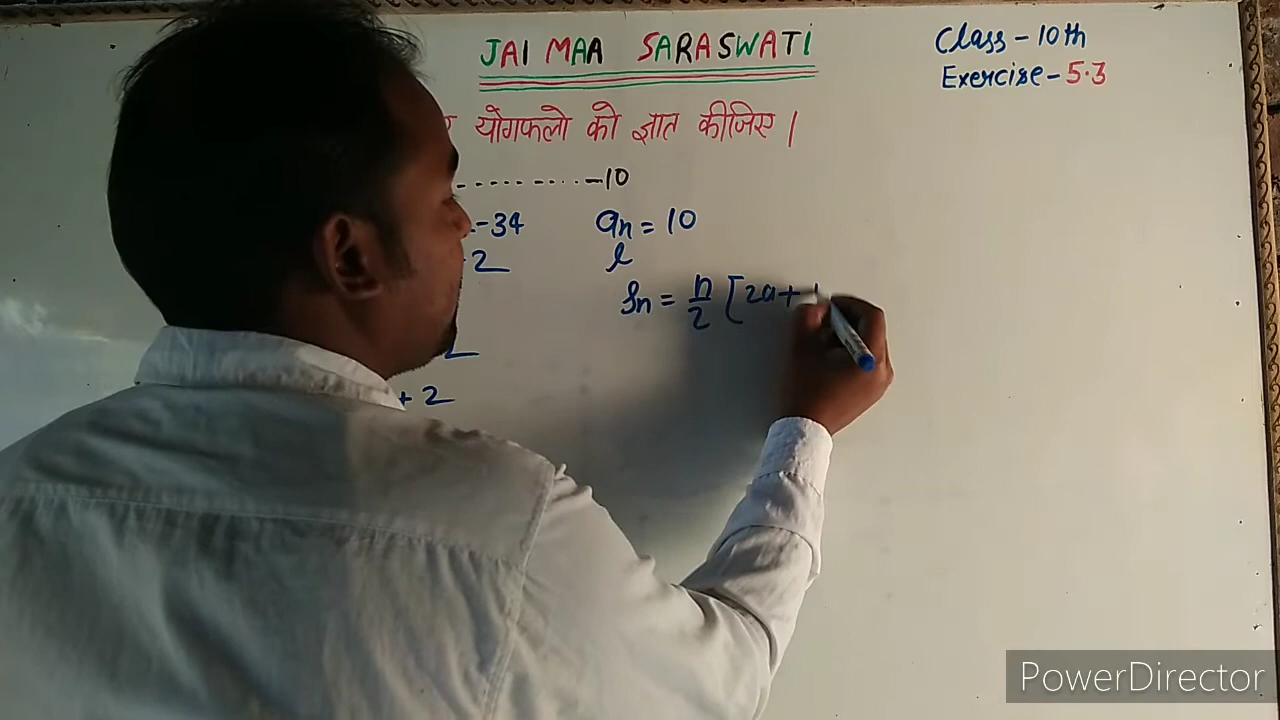 JAI MAA SARASWATI
Class - 10th
Exercise - 5.3
योगफलो को ज्ञात कीजिए |
-10
-34
an = 10
2
l
Sn = n/2 [2a+
2
+ 2
PowerDirector